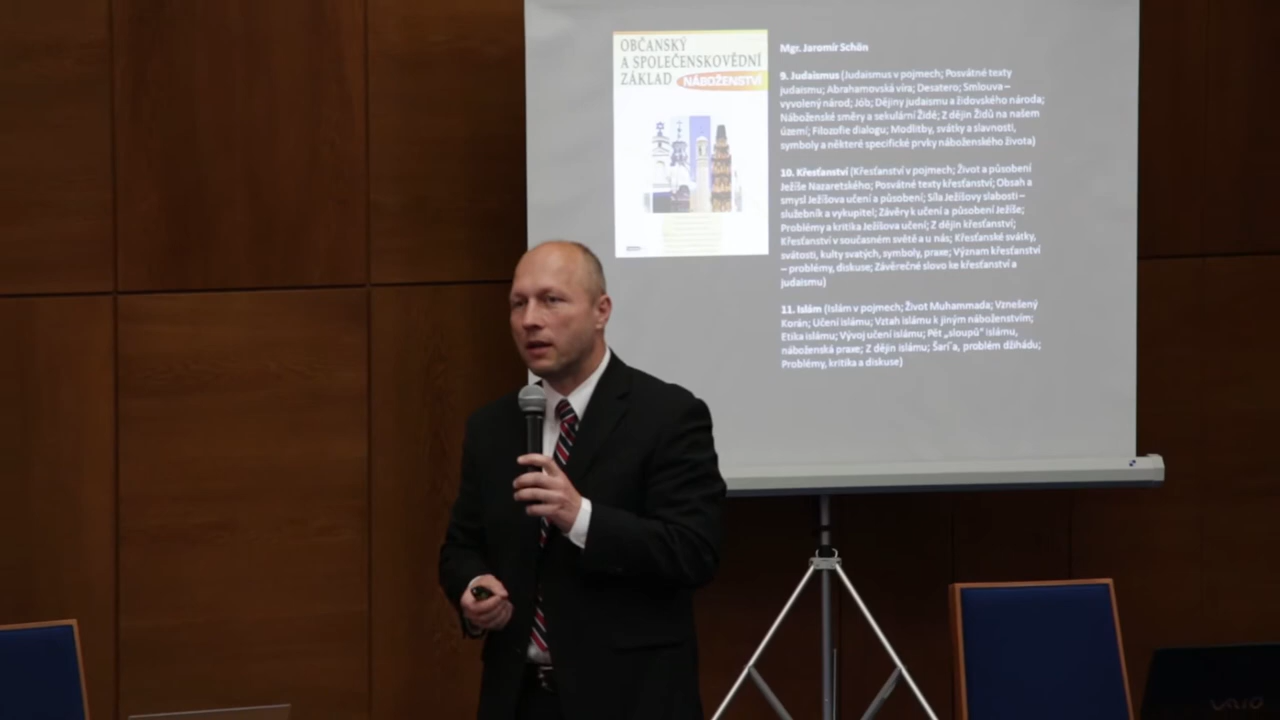 OBČANSKÝ
A SPOLEČENSKOVĚDNÍ
ZÁKLAD NÁBOŽENSTVÍ
Mgr. Jaromír Schön
9. Judaismus (Judaismus v pojmech; Posvátné texty
judaismu; Abrahamovská víra; Desatero; Smlouva –
vyvolený národ; Jób; Dějiny judaismu a židovského národa;
Náboženské směry a sekulární Židé; Z dějin Židů na našem
území; Filozofie dialogu; Modlitby, svátky a slavnosti,
symboly a některé specifické prvky náboženského života)
10. Křesťanství (Křesťanství v pojmech; Život a působení
Ježíše Nazaretského; Posvátné texty křesťanství; Obsah a
smysl Ježíšova učení a působení; Síla Ježíšovy slabosti –
služebník a vykupitel; Závěry k učení a působení Ježíše;
Problémy a kritika Ježíšova učení; Z dějin křesťanství;
Křesťanství v současném světě a u nás; Křesťanské svátky,
svátosti, kulty svatých, symboly, praxe; Význam křesťanství
– problémy, diskuse; Závěrečné slovo ke křesťanství a
judaismu)
11. Islám (Islám v pojmech; Život Muhammada; Vznešený
Korán; Učení islámu; Vztah islámu k jiným náboženstvím;
Etika islámu; Vývoj učení islámu; Pět „sloupů" islámu,
náboženská praxe; Z dějin islámu; Šarí´a, problém džihádu;
Problémy, kritika a diskuse)
VAIO